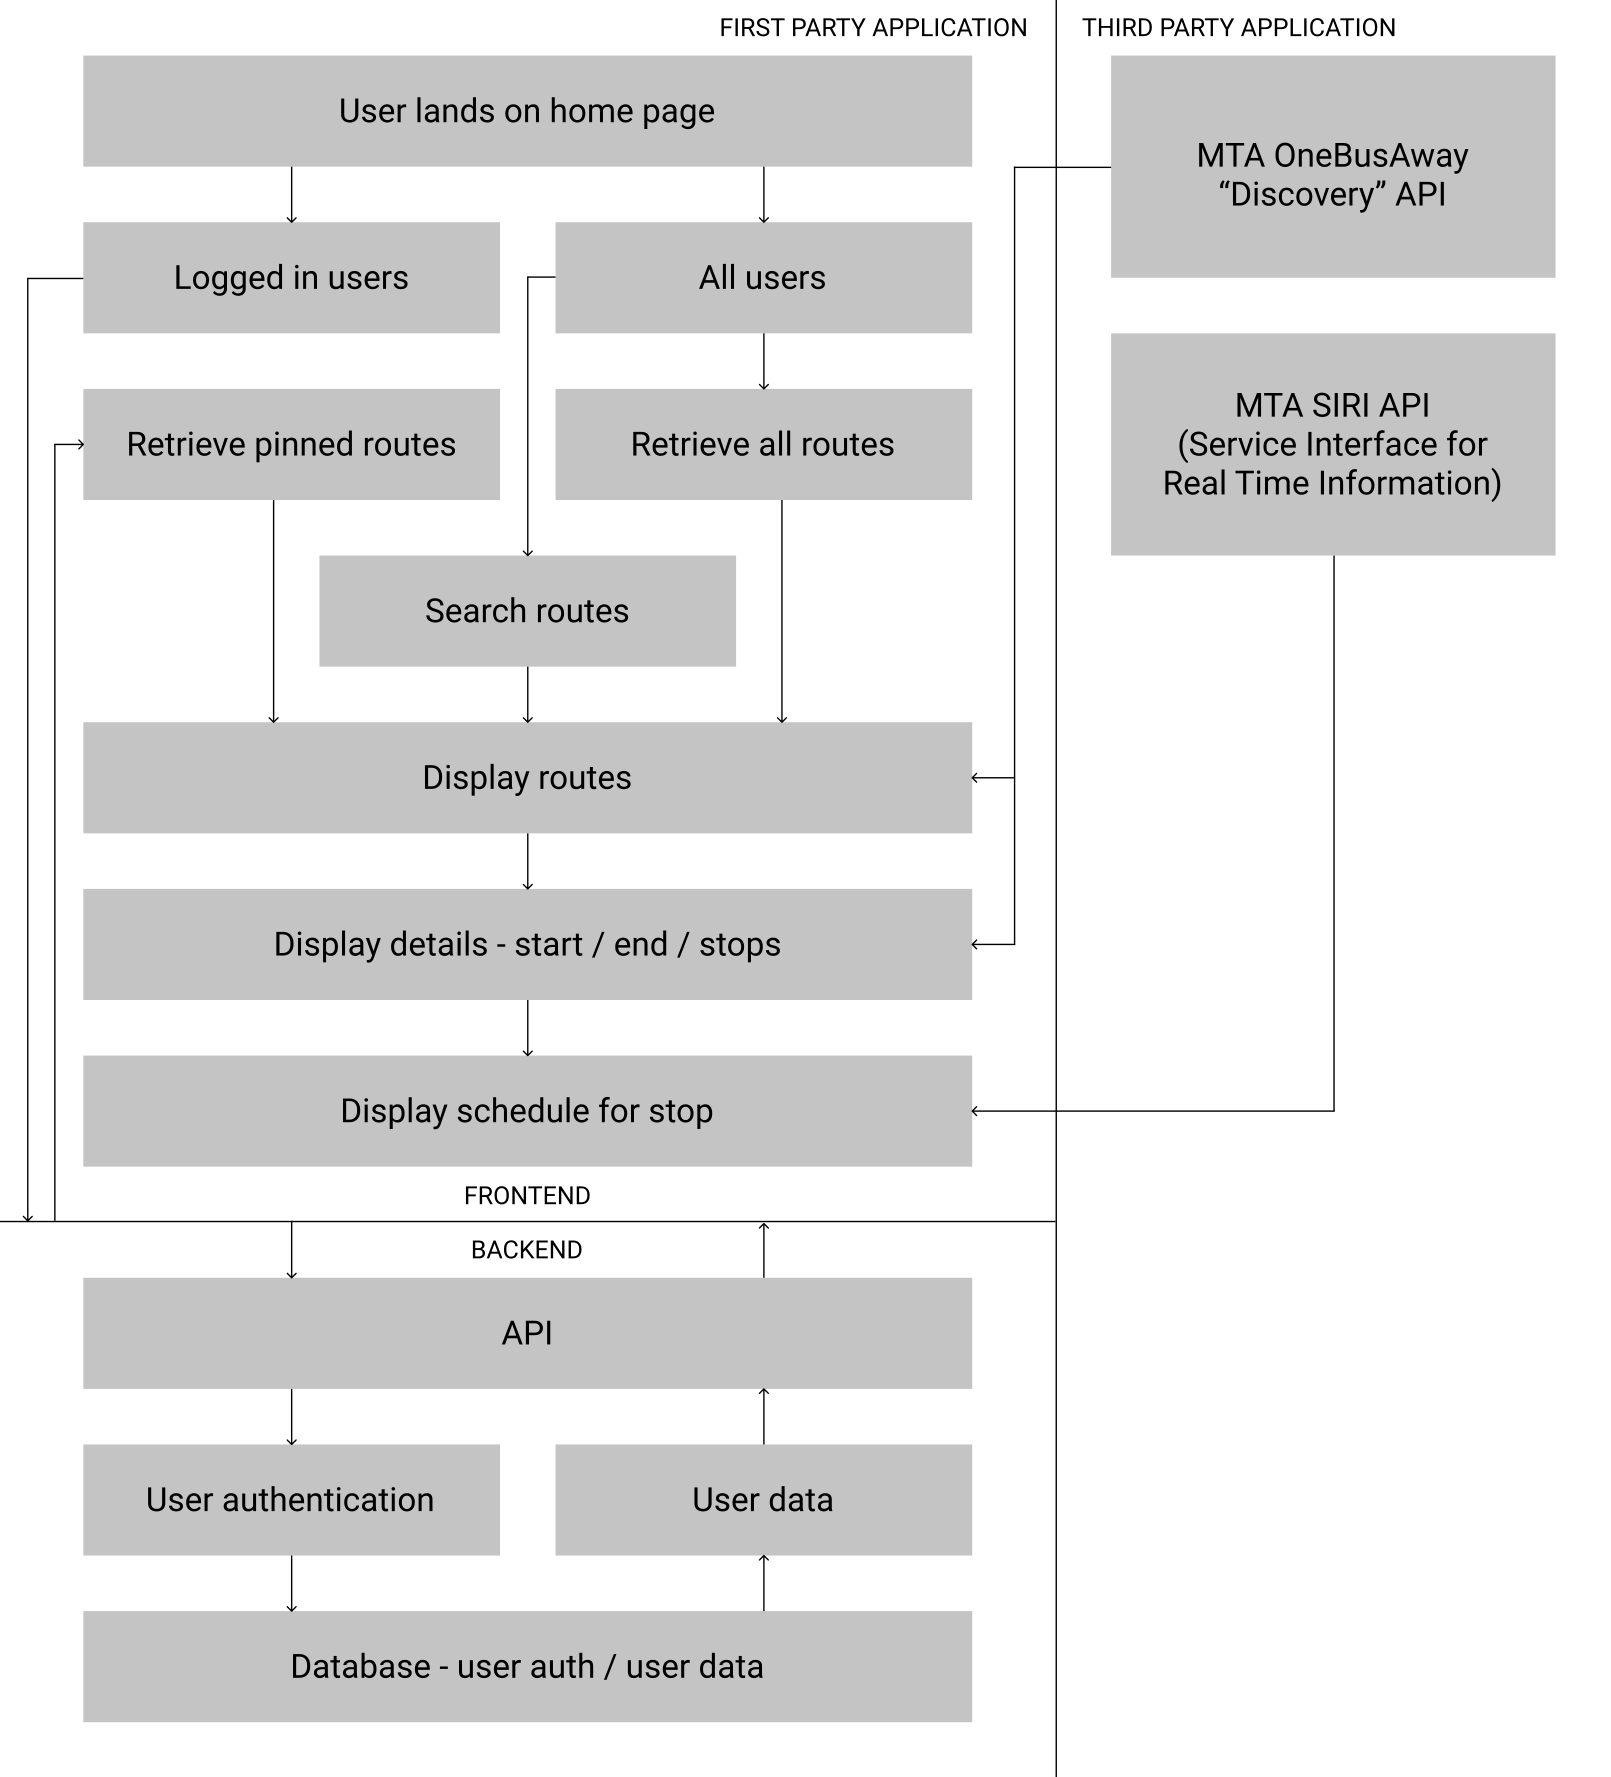 FIRST PARTY APPLICATION
THIRD PARTY APPLICATION
User lands on home page
MTA OneBusAway
“Discovery” API
Logged in users
All users
Retrieve pinned routes
Retrieve all routes
MTA SIRI API
(Service Interface for
Real Time Information)
Search routes
Display routes
Display details - start / end / stops
Display schedule for stop
FRONTEND
BACKEND
API
User authentication
User data
Database - user auth / user data